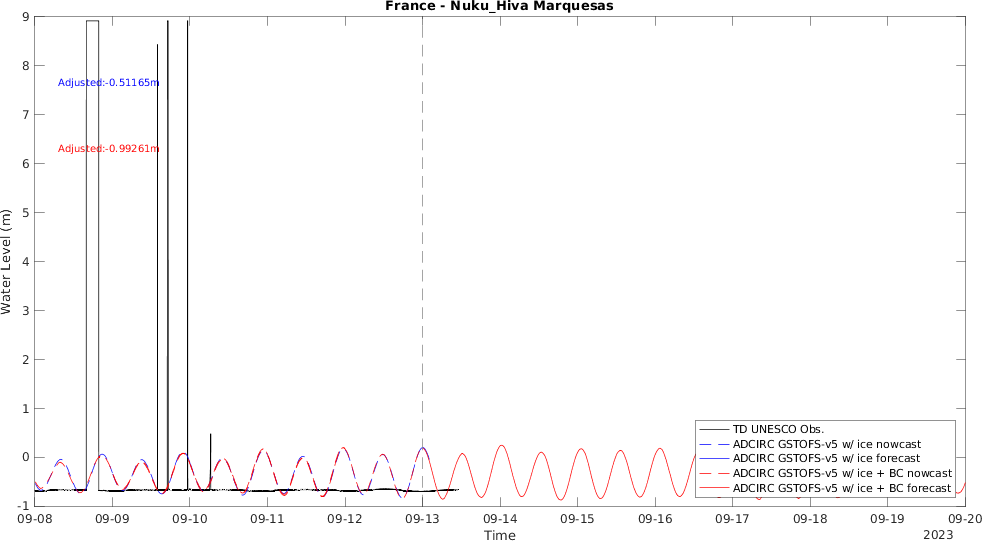 France - Nuku_Hiva Marquesas
Water Level (m)
9
8
7
6
5
4
3
2
1
0
-1
Adjusted:-0.51165m
Adjusted:-0.99261m
TD UNESCO Obs.
ADCIRC GSTOFS-v5 w/ ice nowcast
ADCIRC GSTOFS-v5 w/ ice forecast
ADCIRC GSTOFS-v5 w/ ice + BC nowcast
ADCIRC GSTOFS-v5 w/ ice + BC forecast
09-08 09-09 09-10 09-11 09-12 09-13 09-14 09-15 09-16 09-17 09-18 09-19 09-20
Time
2023